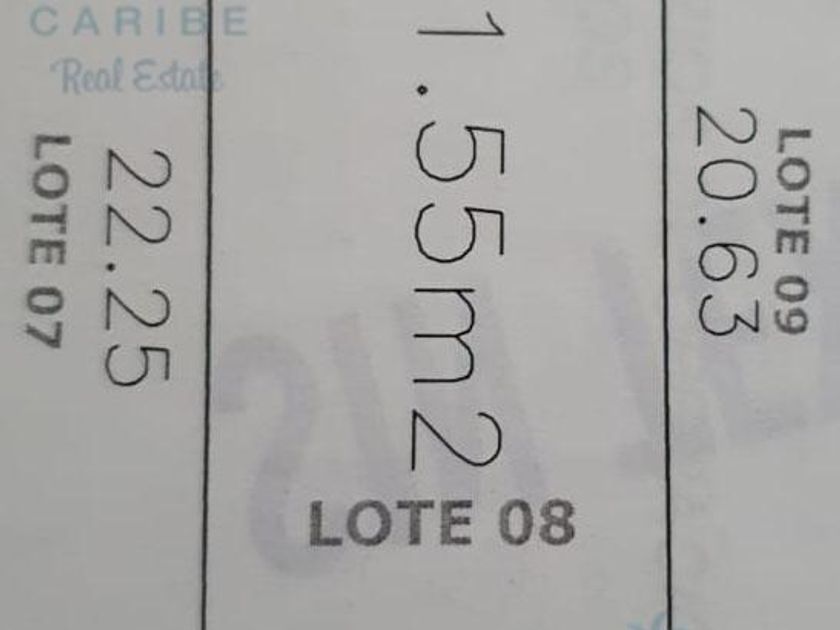 CARIBE
Real Estate
LOTE 07
22.25
1.55m2
LOTE 08
20.63
LOTE 09